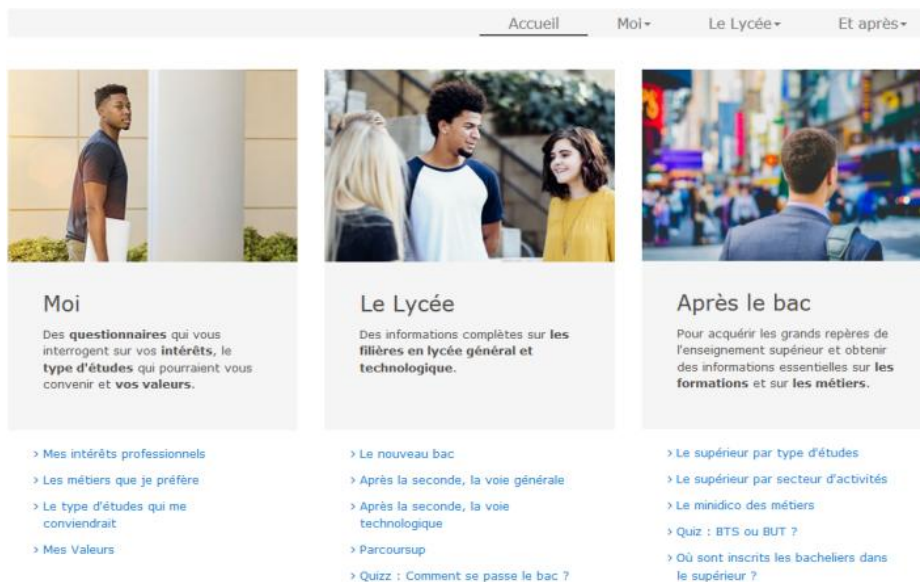 Accueil Moi Le Lycée Et après
Moi
Des questionnaires qui vous
interrogent sur vos intérêts, le
type d'études qui pourraient vous
convenir et vos valeurs.
> Mes intérêts professionnels
> Les métiers que je préfère
> Le type d'études qui me
conviendrait
> Mes Valeurs
Le Lycée
Des informations complètes sur les
filières en lycée général et
technologique.
> Le nouveau bac
> Après la seconde, la voie générale
> Après la seconde, la voie
technologique
> Parcoursup
> Quizz : Comment se passe le bac ?
Après le bac
Pour acquérir les grands repères de
l'enseignement supérieur et obtenir
des informations essentielles sur les
formations et sur les métiers.
> Le supérieur par type d'études
> Le supérieur par secteur d'activités
> Le minidico des métiers
> Quiz : BTS ou BUT ?
> Où sont inscrits les bacheliers dans
le supérieur ?